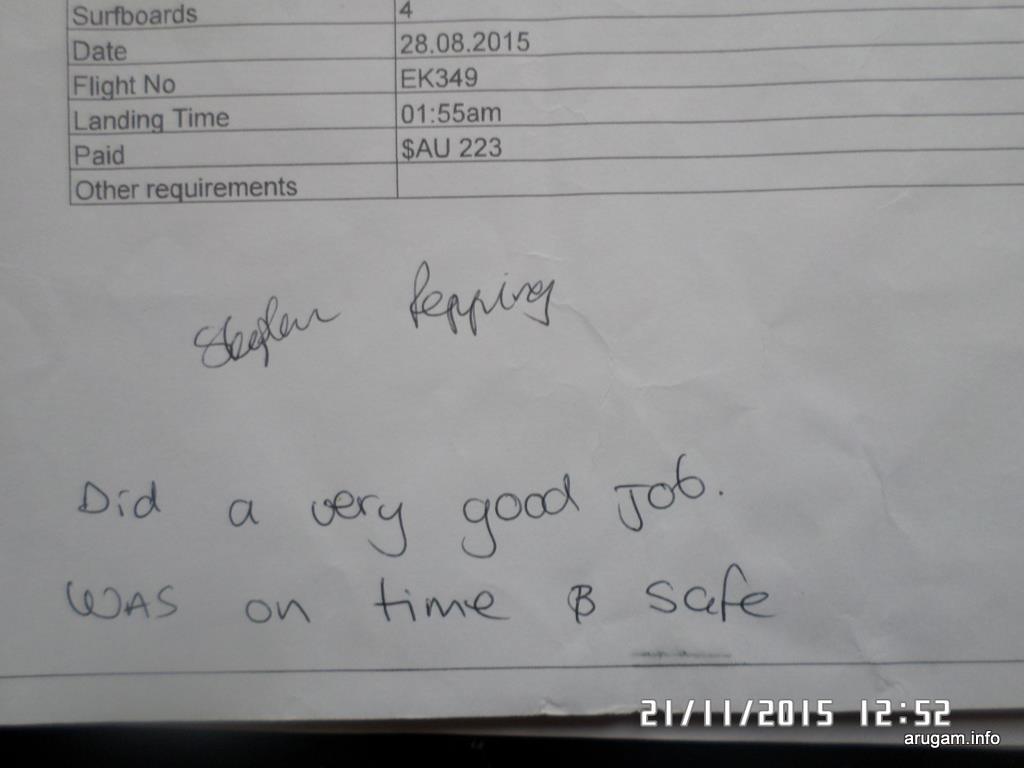 Surfboards 4
Date 28.08.2015
Flight No EK349
Landing Time 01:55am
Paid $AU 223
Other requirements
Stephen Pepping
Did a very good Job.
WAS on time & safe
21/11/2015 12:52
arugam.info